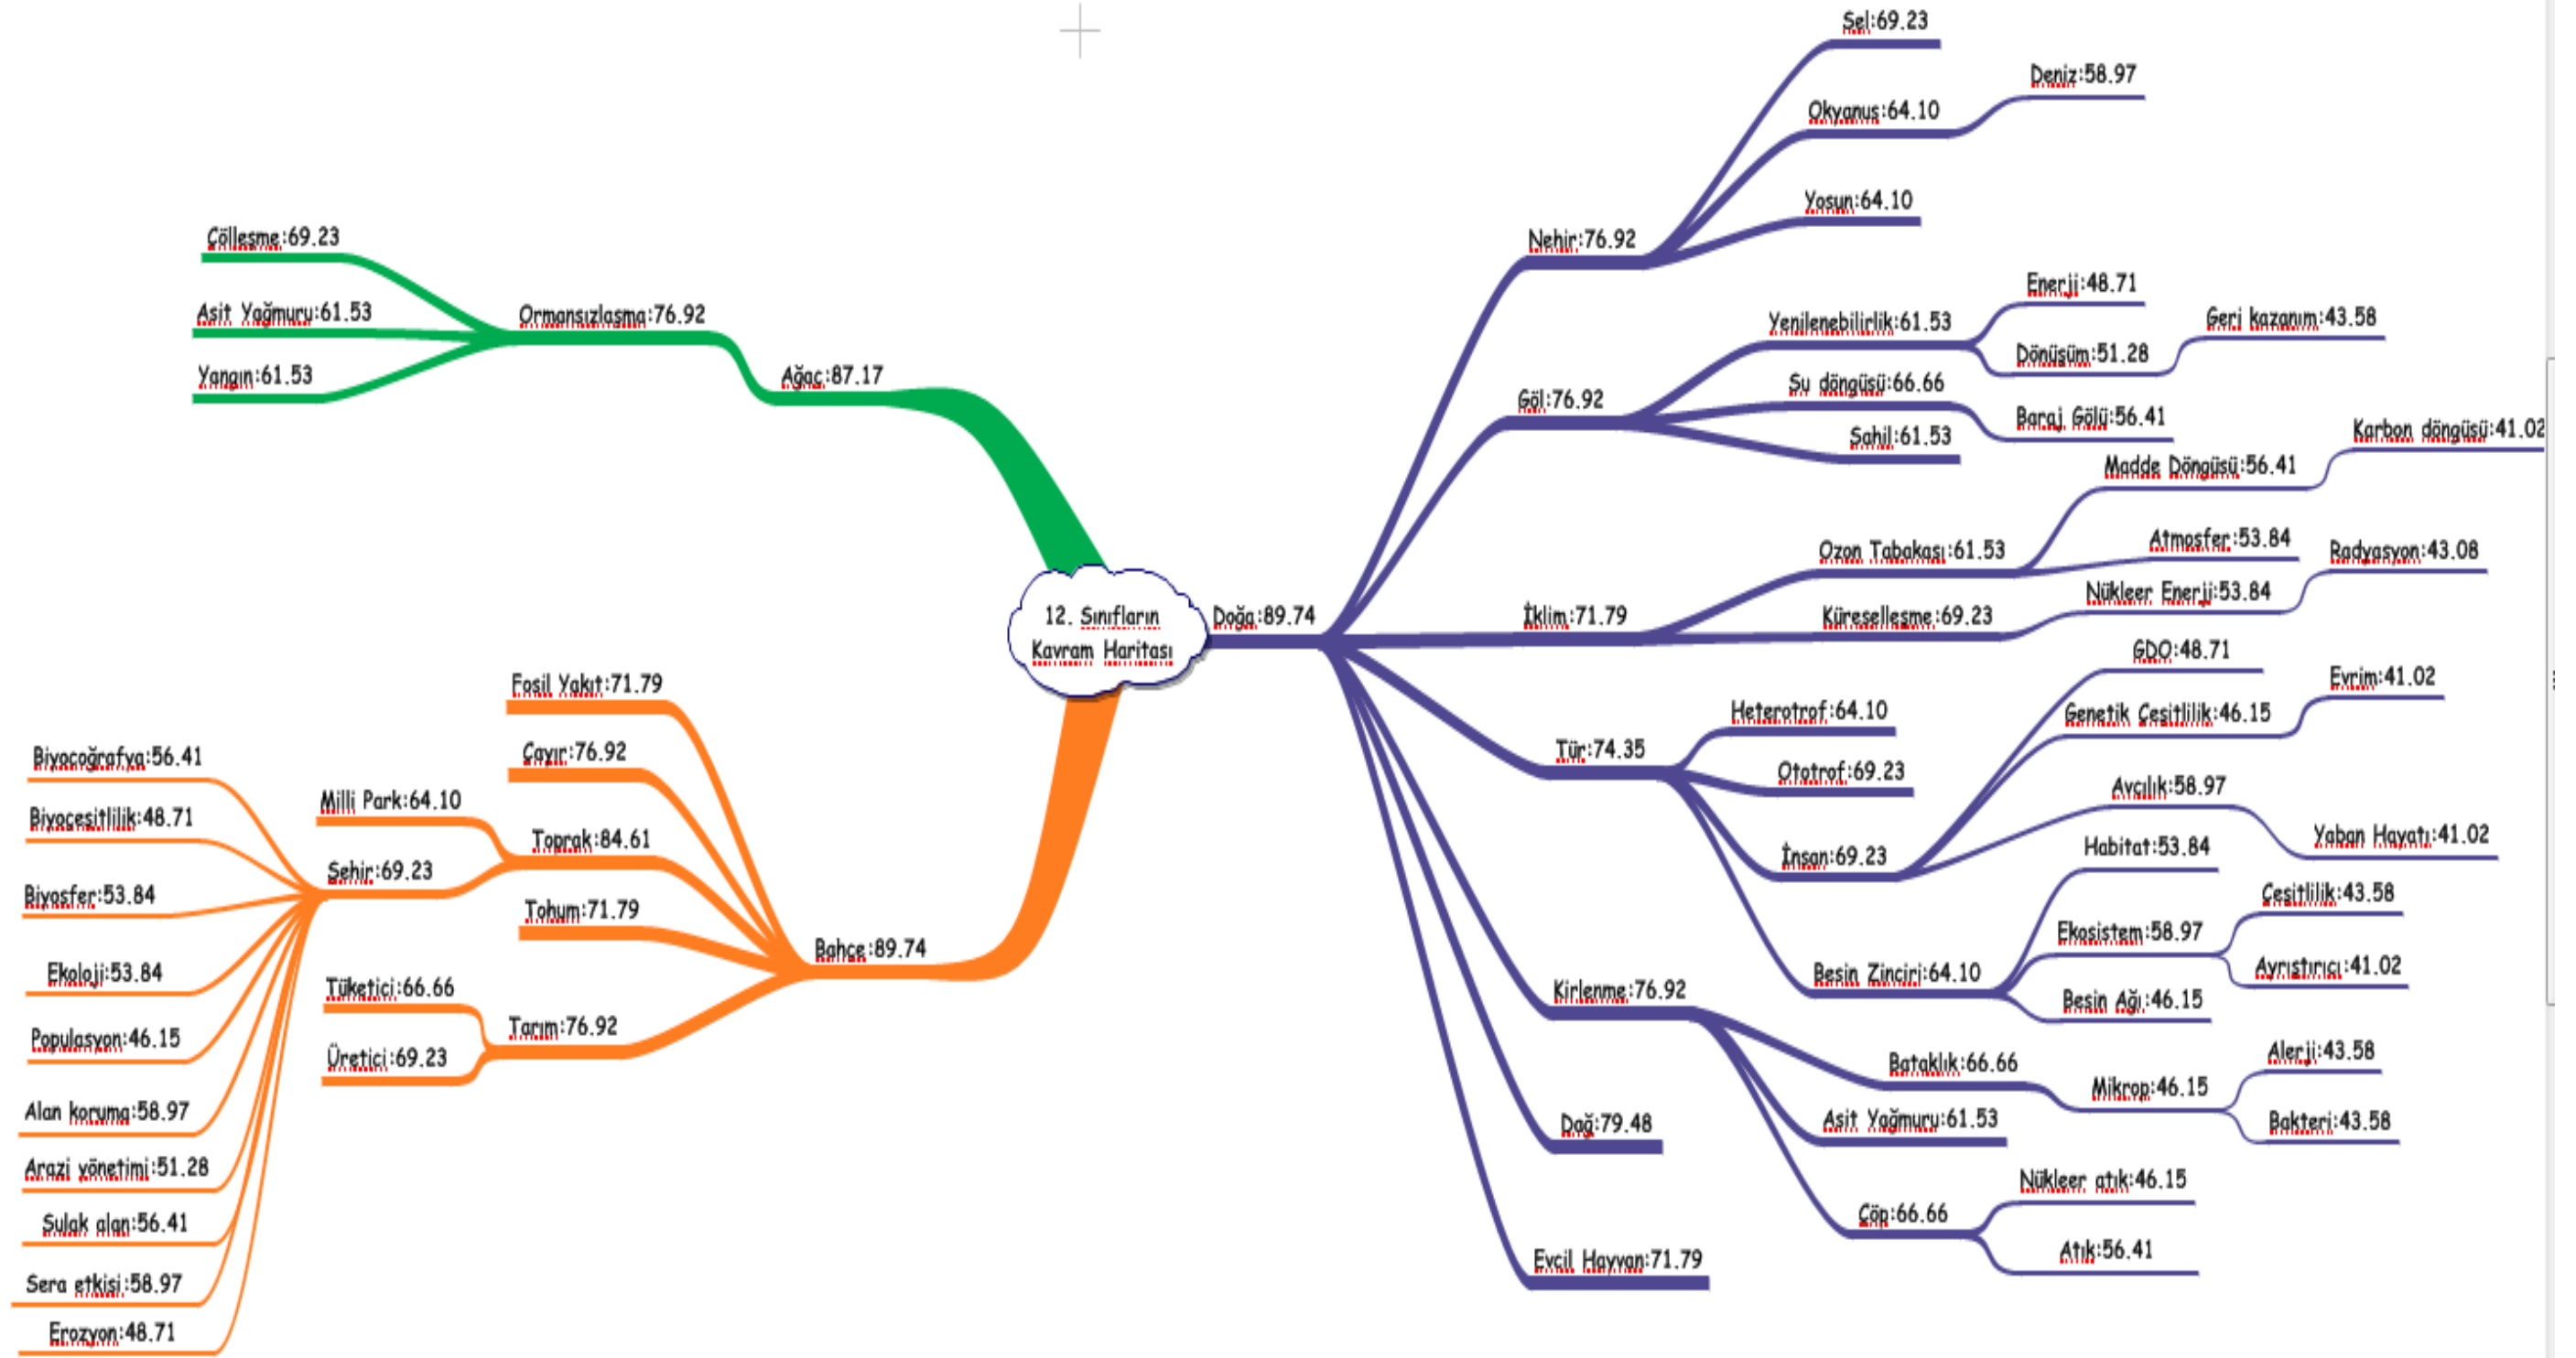 12. Sınıfların
Kavram Haritası
Ağaç:87.17
Ormansızlaşma:76.92
Çölleşme:69.23
Asit Yağmuru:61.53
Yangın:61.53
Bahçe:89.74
Fosil Yakıt:71.79
Çayır:76.92
Toprak:84.61
Milli Park:64.10
Şehir:69.23
Biyocoğrafya:56.41
Biyoçeşitlilik:48.71
Biyosfer:53.84
Ekoloji:53.84
Populasyon:46.15
Alan koruma:58.97
Arazi yönetimi:51.28
Sulak alan:56.41
Sera etkisi:58.97
Erozyon:48.71
Tohum:71.79
Tarım:76.92
Tüketici:66.66
Üretici:69.23
Doğa:89.74
Nehir:76.92
Sel:69.23
Okyanus:64.10
Deniz:58.97
Yosun:64.10
Göl:76.92
Yenilenebilirlik:61.53
Enerji:48.71
Dönüşüm:51.28
Geri kazanım:43.58
Su döngüsü:66.66
Baraj Gölü:56.41
Sahil:61.53
İklim:71.79
Ozon Tabakası:61.53
Madde Döngüsü:56.41
Karbon döngüsü:41.02
Atmosfer:53.84
Küreselleşme:69.23
Nükleer Enerji:53.84
Radyasyon:43.08
Tür:74.35
Heterotrof:64.10
Ototrof:69.23
İnsan:69.23
GDO:48.71
Genetik Çeşitlilik:46.15
Evrim:41.02
Avcılık:58.97
Yaban Hayatı:41.02
Besin Zinciri:64.10
Habitat:53.84
Ekosistem:58.97
Çeşitlilik:43.58
Ayrıştırıcı:41.02
Besin Ağı:46.15
Kirlenme:76.92
Bataklık:66.66
Mikrop:46.15
Alerji:43.58
Bakteri:43.58
Asit Yağmuru:61.53
Çöp:66.66
Nükleer atık:46.15
Atık:56.41
Dağ:79.48
Evcil Hayvan:71.79